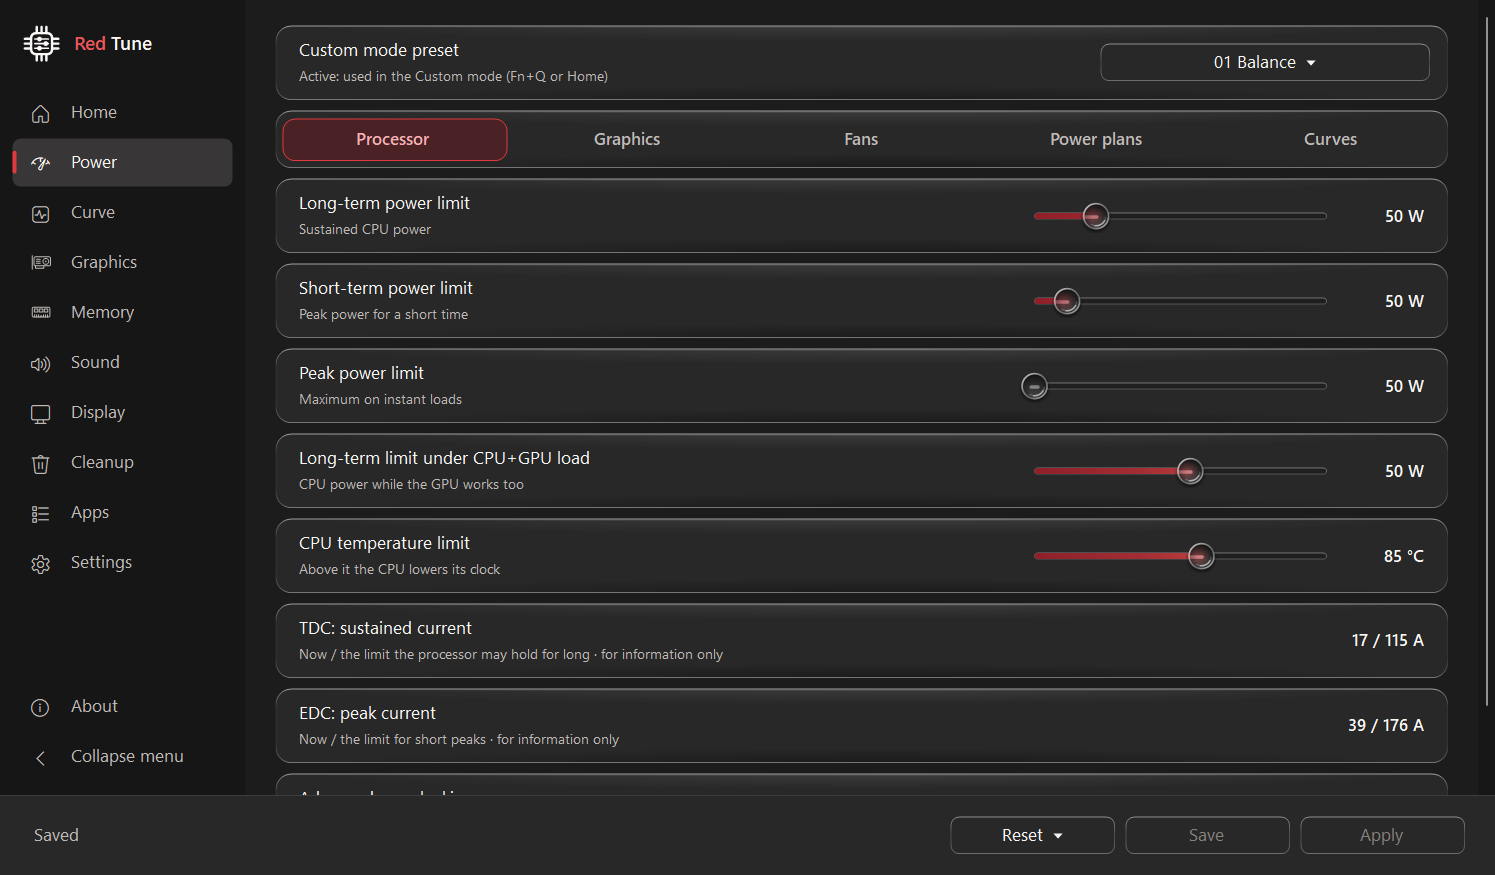 Red Tune
Home
Power
Curve
Graphics
Memory
Sound
Display
Cleanup
Apps
Settings
About
Collapse menu
Custom mode preset
Active: used in the Custom mode (Fn+Q or Home)
01 Balance
Processor
Graphics
Fans
Power plans
Curves
Long-term power limit
Sustained CPU power
50 W
Short-term power limit
Peak power for a short time
50 W
Peak power limit
Maximum on instant loads
50 W
Long-term limit under CPU+GPU load
CPU power while the GPU works too
50 W
CPU temperature limit
Above it the CPU lowers its clock
85 °C
TDC: sustained current
Now / the limit the processor may hold for long · for information only
17 / 115 A
EDC: peak current
Now / the limit for short peaks · for information only
39 / 176 A
Saved
Reset
Save
Apply